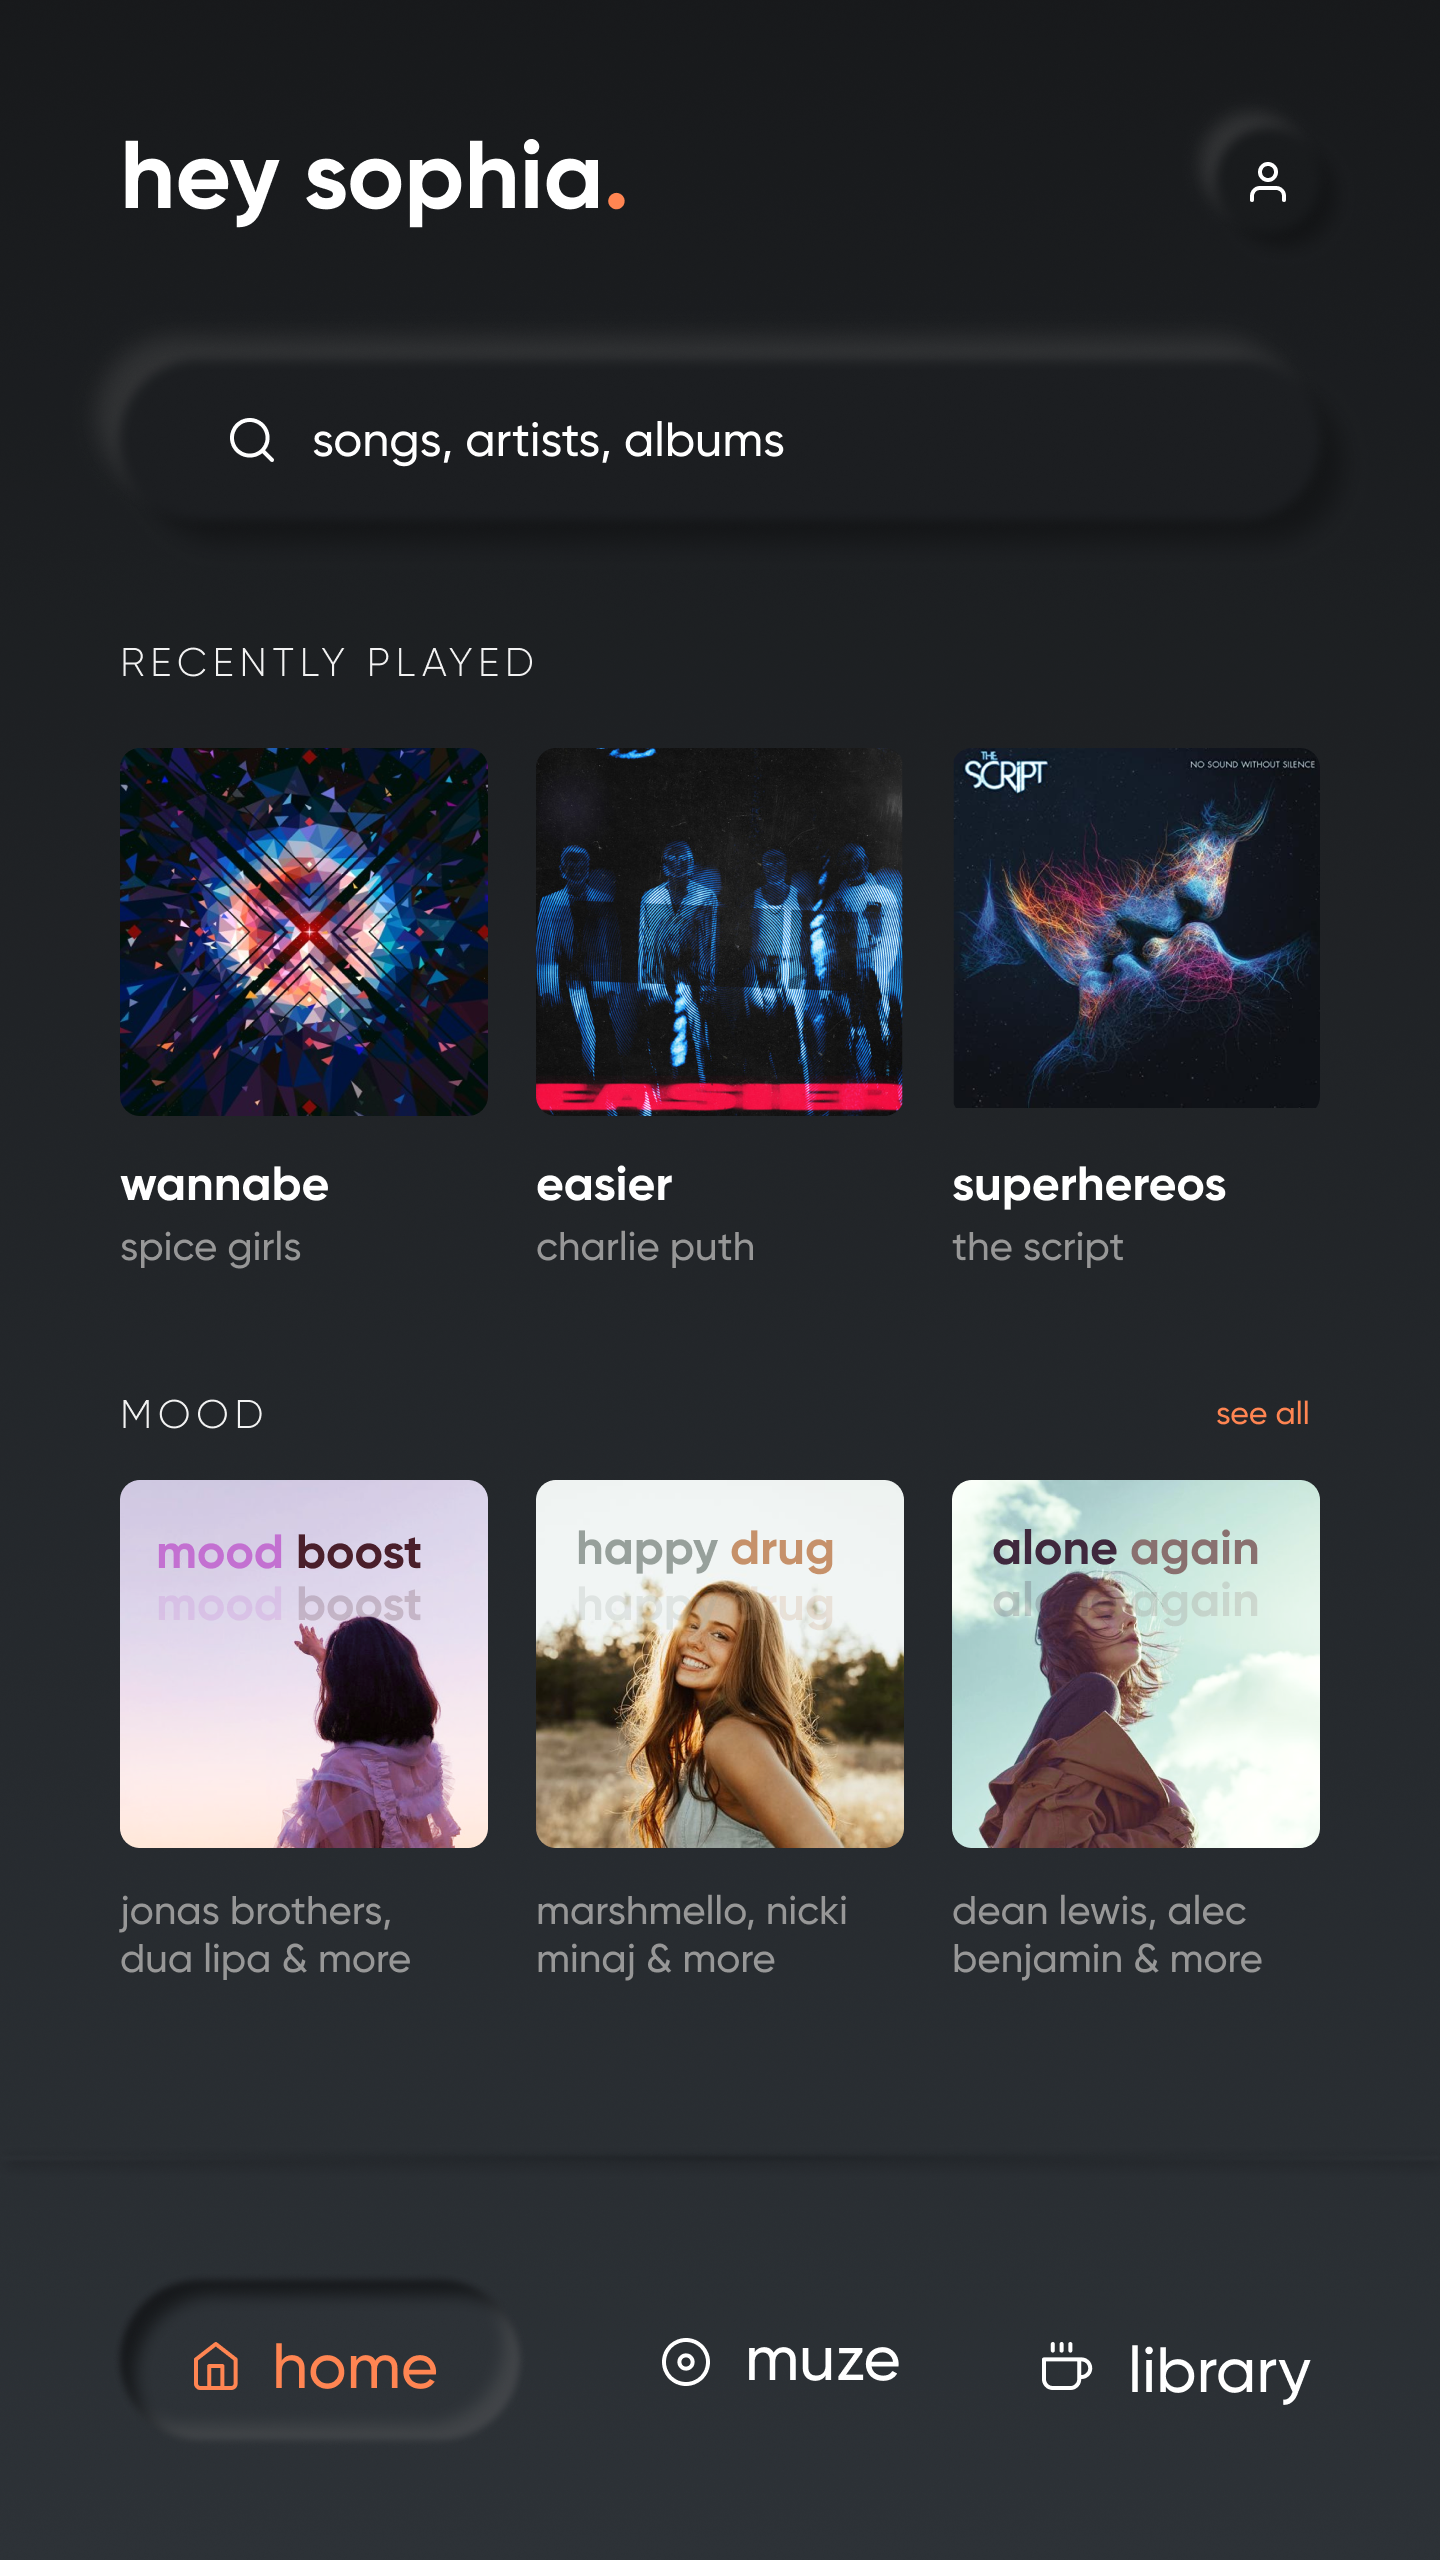 hey sophia.
songs, artists, albums
RECENTLY PLAYED
THE
SCRIPT
NO SOUND WITHOUT SILENCE
EASIER
wannabe
spice girls
easier
charlie puth
superhereos
the script
MOOD
see all
mood boost
mood boost
happy drug
happy drug
alone again
alone again
jonas brothers,
dua lipa & more
marshmello, nicki
minaj & more
dean lewis, alec
benjamin & more
home
muze
library